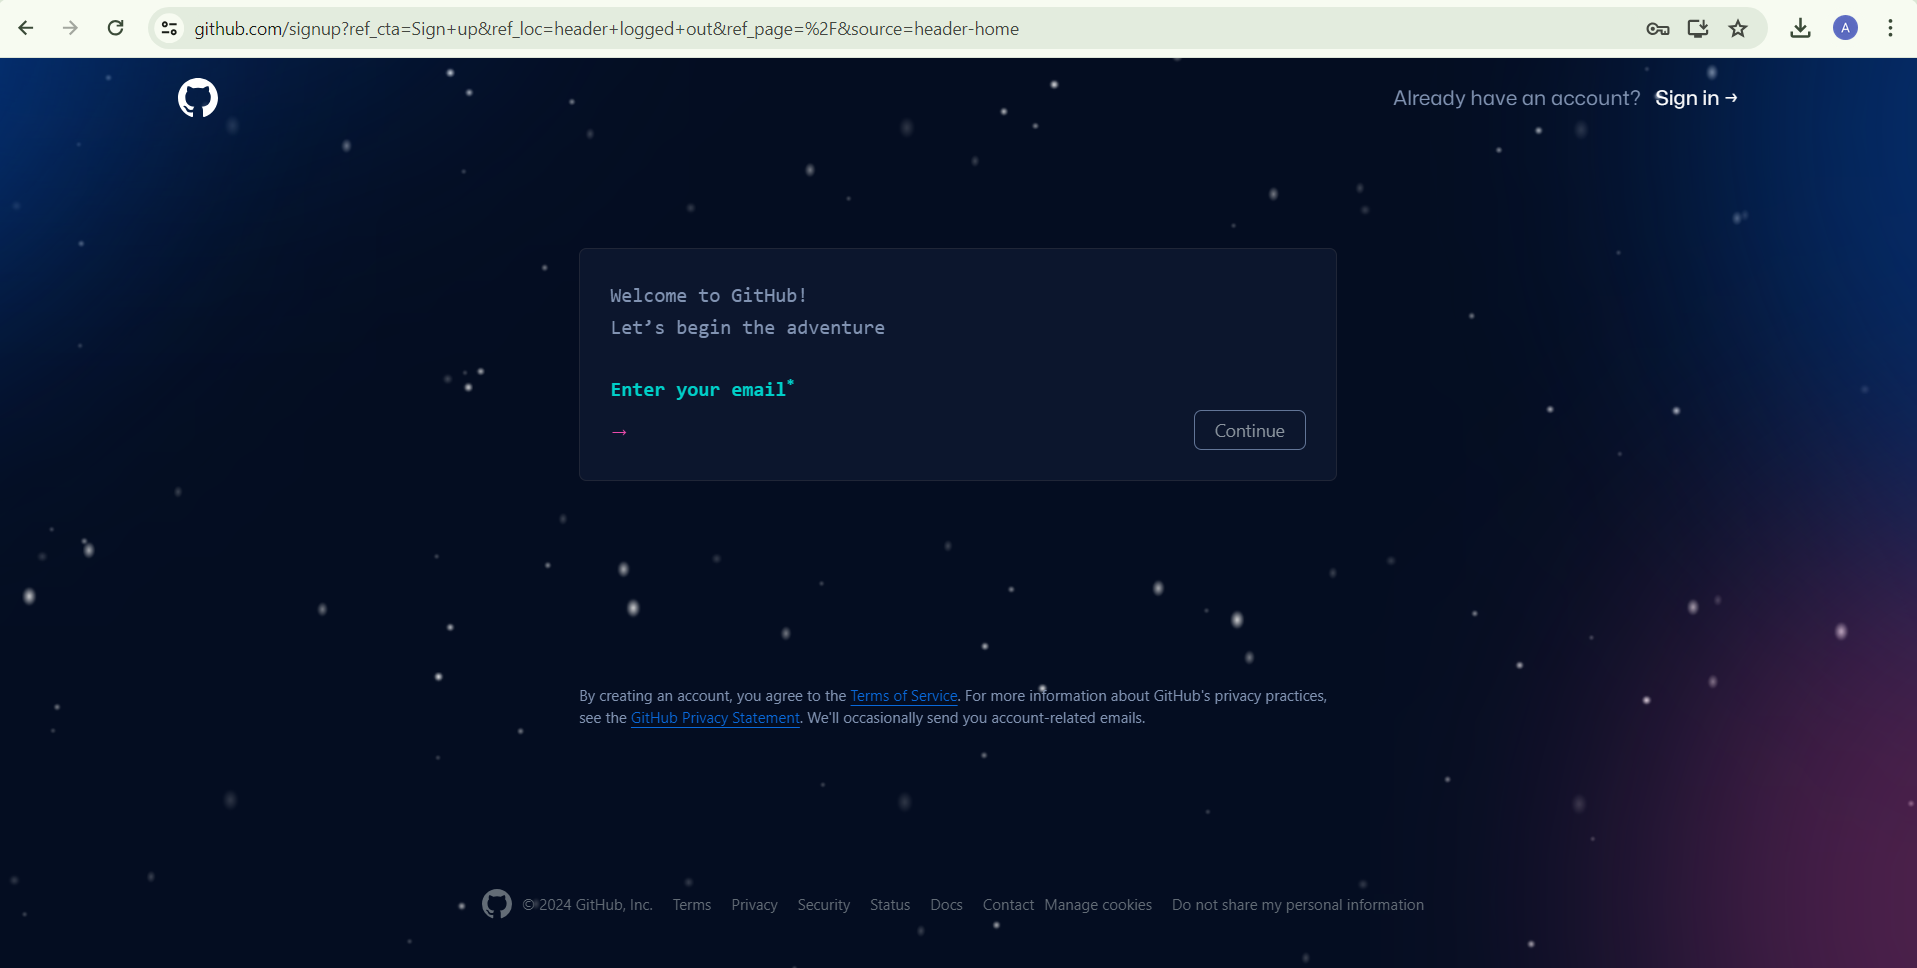 github.com/signup?ref_cta=Sign+up&ref_loc=header+logged+out&ref_page=%2F&source=header-home
A
Already have an account? Sign in →
Welcome to GitHub!
Let’s begin the adventure
Enter your email*
→
Continue
By creating an account, you agree to the Terms of Service. For more information about GitHub's privacy practices,
see the GitHub Privacy Statement. We'll occasionally send you account-related emails.
© 2024 GitHub, Inc. Terms Privacy Security Status Docs Contact Manage cookies Do not share my personal information